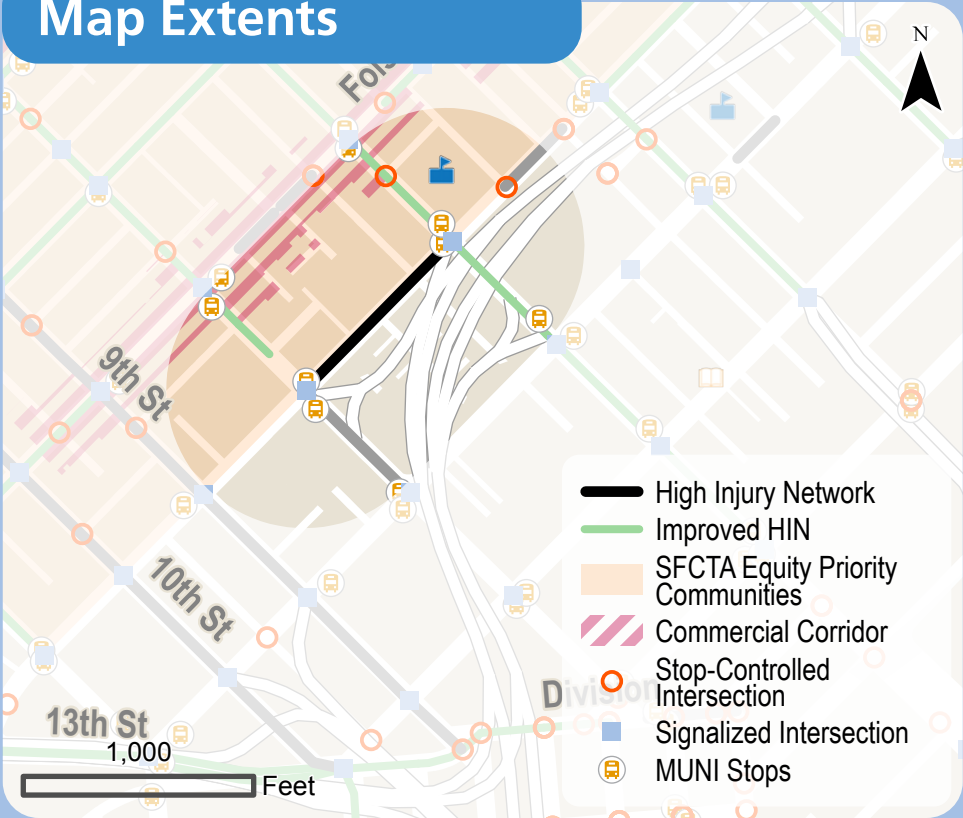 Map Extents
N
9th St
10th St
13th St
Division
1,000
Feet
High Injury Network
Improved HIN
SFCTA Equity Priority
Communities
Commercial Corridor
Stop-Controlled
Intersection
Signalized Intersection
MUNI Stops